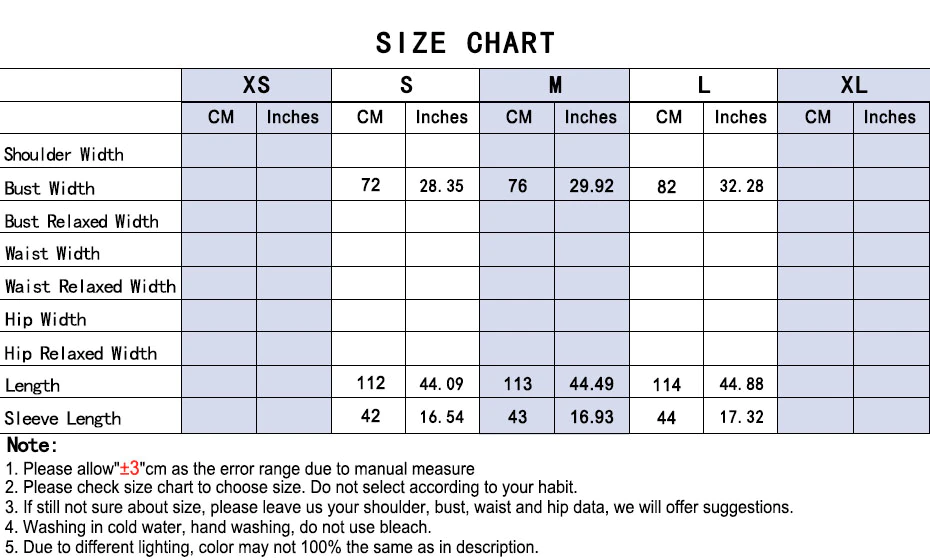 SIZE CHART
XS S M L XL
CM Inches CM Inches CM Inches CM Inches CM Inches
Shoulder Width
Bust Width 72 28.35 76 29.92 82 32.28
Bust Relaxed Width
Waist Width
Waist Relaxed Width
Hip Width
Hip Relaxed Width
Length 112 44.09 113 44.49 114 44.88
Sleeve Length 42 16.54 43 16.93 44 17.32
Note:
1. Please allow"±3"cm as the error range due to manual measure
2. Please check size chart to choose size. Do not select according to your habit.
3. If still not sure about size, please leave us your shoulder, bust, waist and hip data, we will offer suggestions.
4. Washing in cold water, hand washing, do not use bleach.
5. Due to different lighting, color may not 100% the same as in description.